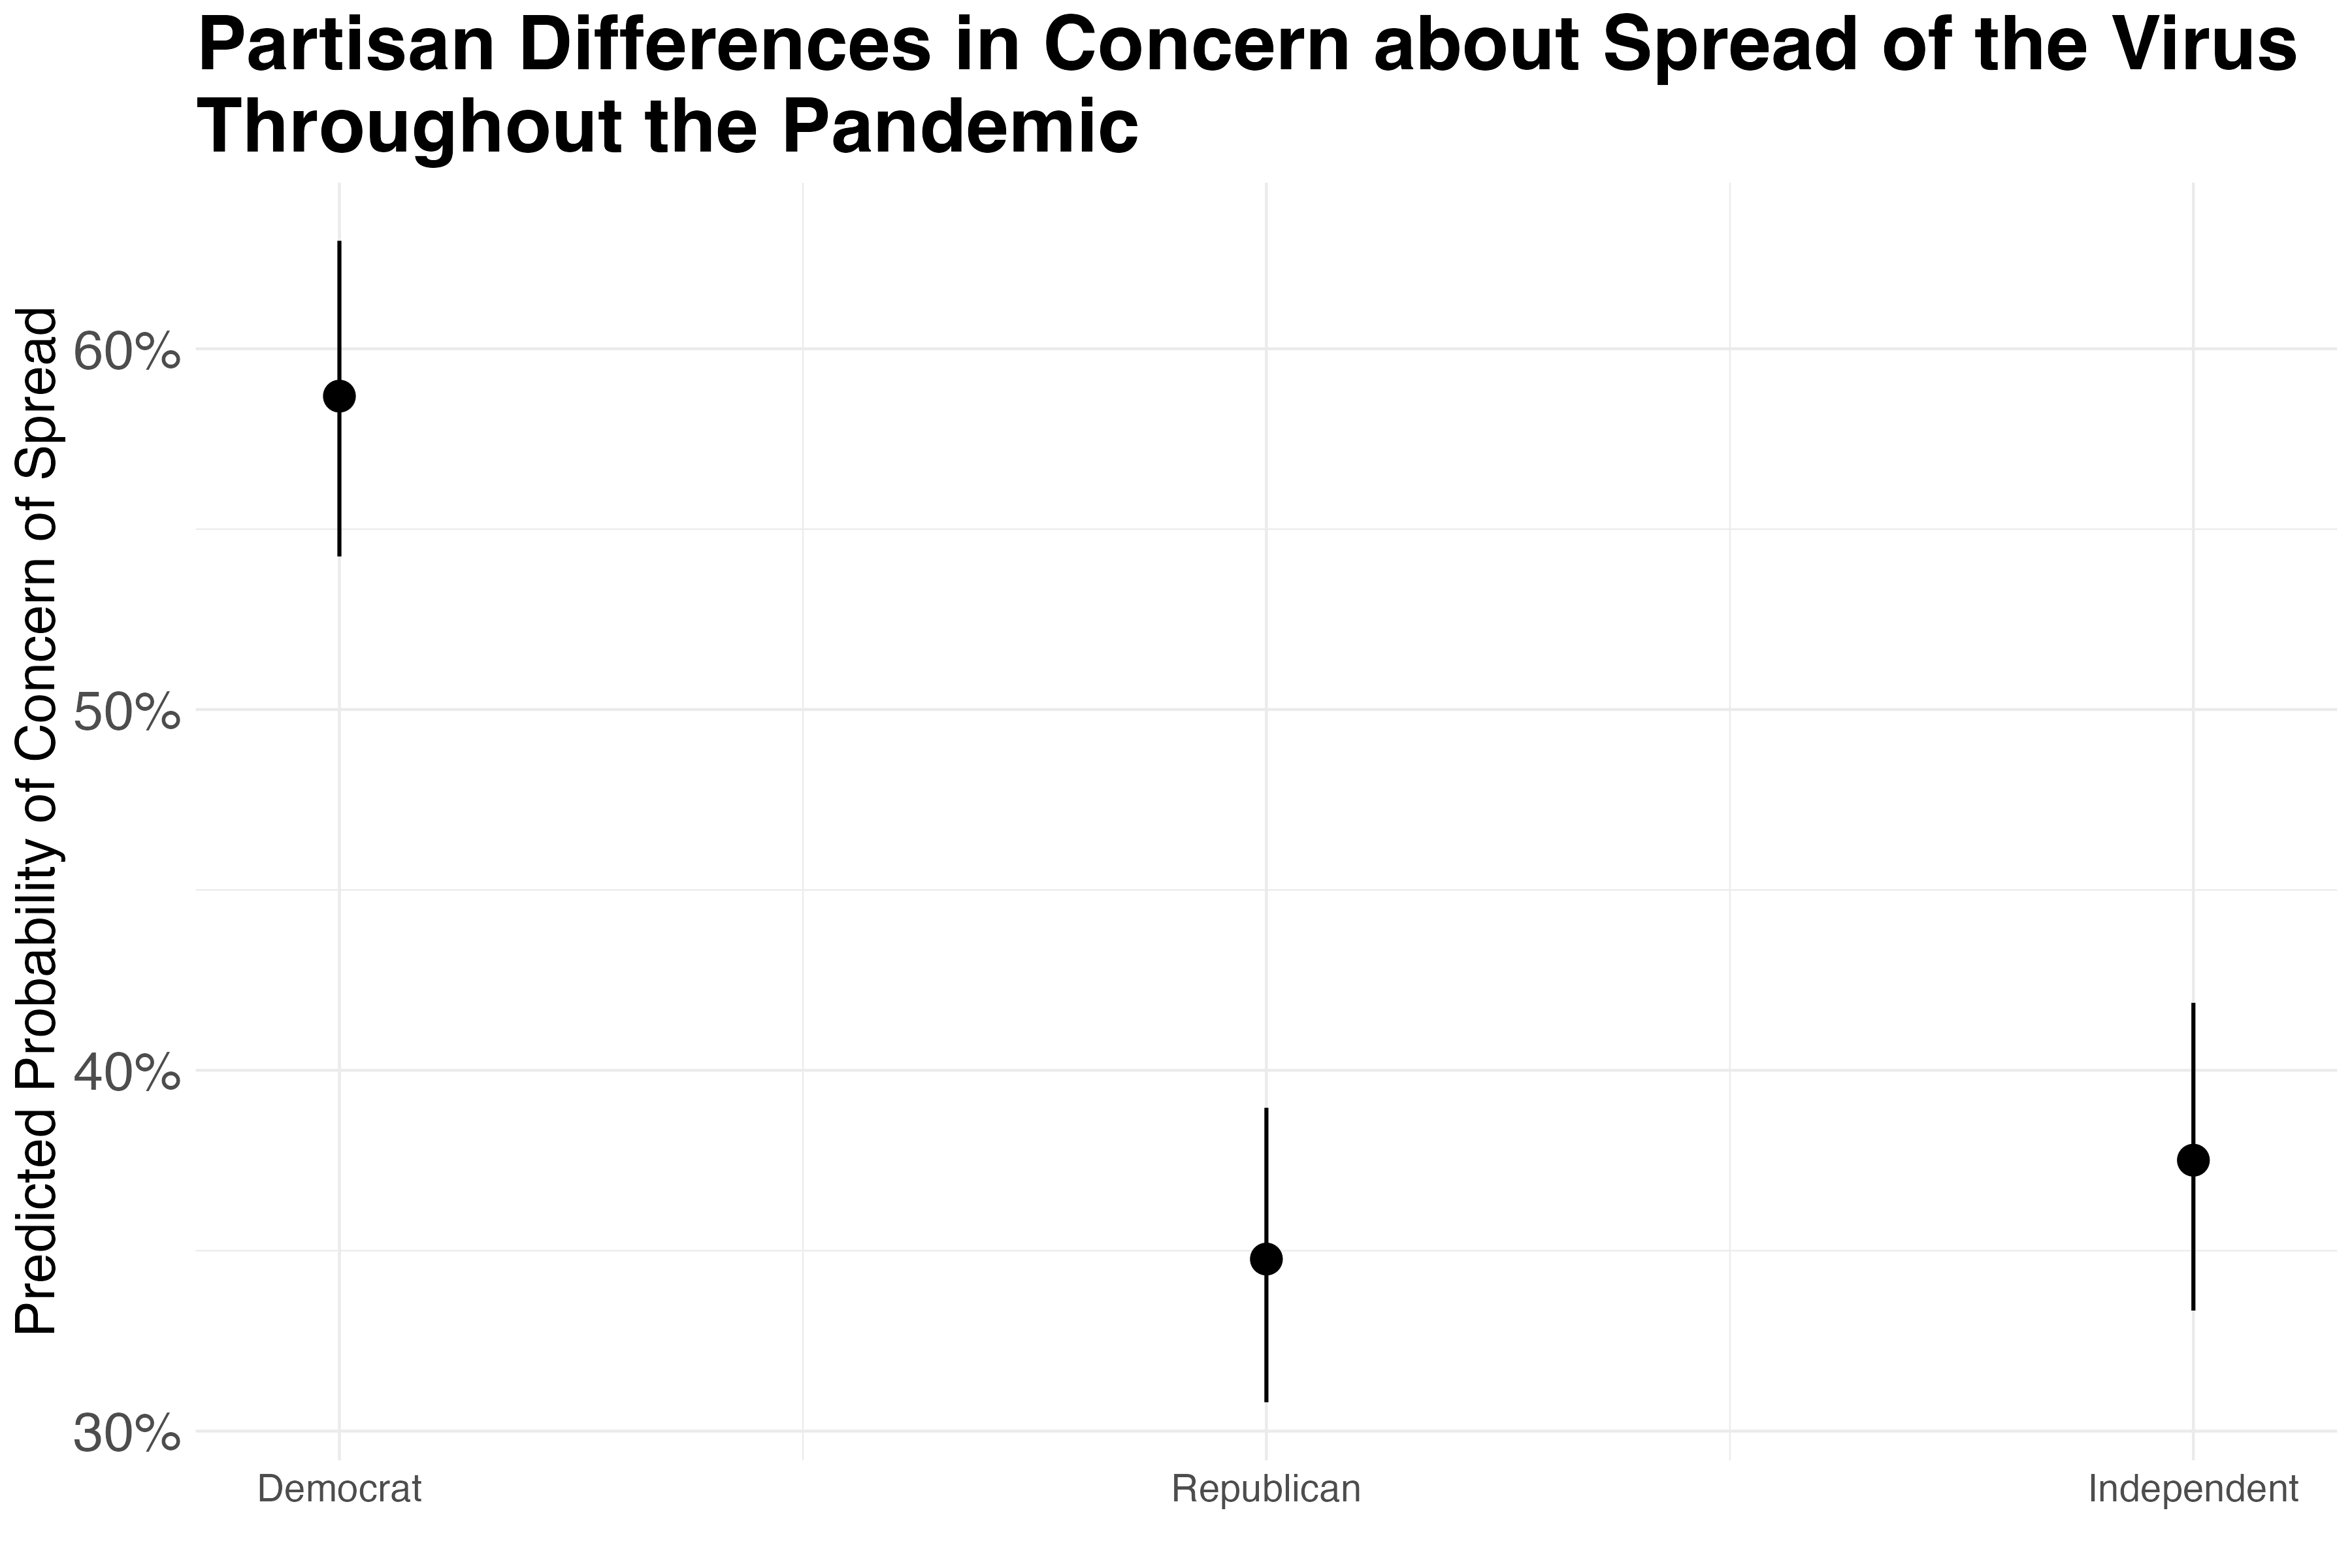 Partisan Differences in Concern about Spread of the Virus
Throughout the Pandemic
Predicted Probability of Concern of Spread
60%
50%
40%
30%
Democrat
Republican
Independent